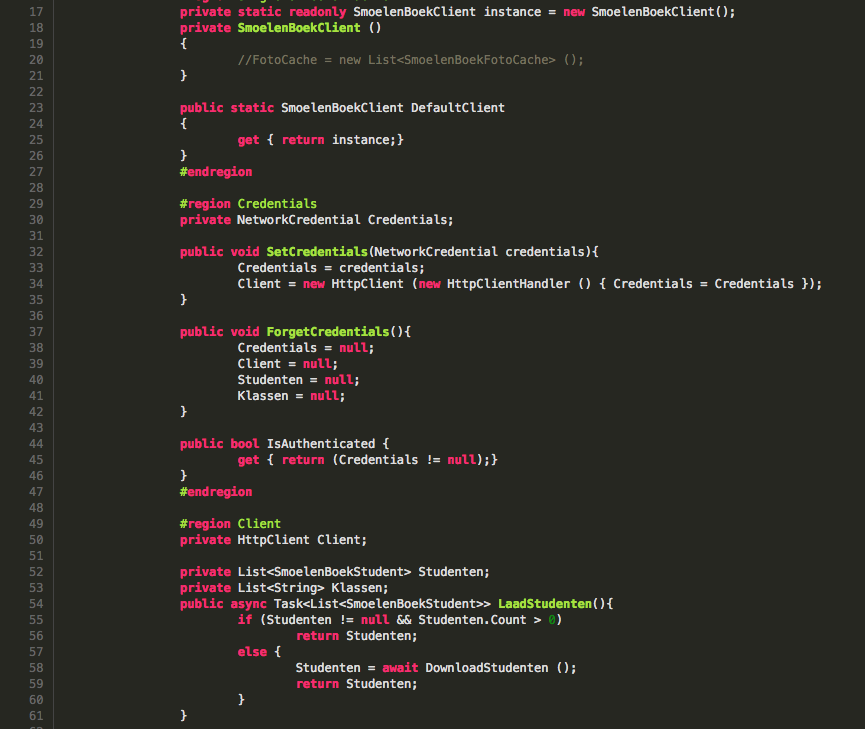 17 private static readonly SmoelenBoekClient instance = new SmoelenBoekClient();
18 private SmoelenBoekClient ()
19 {
20 //FotoCache = new List<SmoelenBoekFotoCache> ();
21 }
22
23 public static SmoelenBoekClient DefaultClient
24 {
25 get { return instance;}
26 }
27 #endregion
28
29 #region Credentials
30 private NetworkCredential Credentials;
31
32 public void SetCredentials(NetworkCredential credentials){
33 Credentials = credentials;
34 Client = new HttpClient (new HttpClientHandler () { Credentials = Credentials });
35 }
36
37 public void ForgetCredentials(){
38 Credentials = null;
39 Client = null;
40 Studenten = null;
41 Klassen = null;
42 }
43
44 public bool IsAuthenticated {
45 get { return (Credentials != null);}
46 }
47 #endregion
48
49 #region Client
50 private HttpClient Client;
51
52 private List<SmoelenBoekStudent> Studenten;
53 private List<String> Klassen;
54 public async Task<List<SmoelenBoekStudent>> LaadStudenten(){
55 if (Studenten != null && Studenten.Count > 0)
56 return Studenten;
57 else {
58 Studenten = await DownloadStudenten ();
59 return Studenten;
60 }
61 }